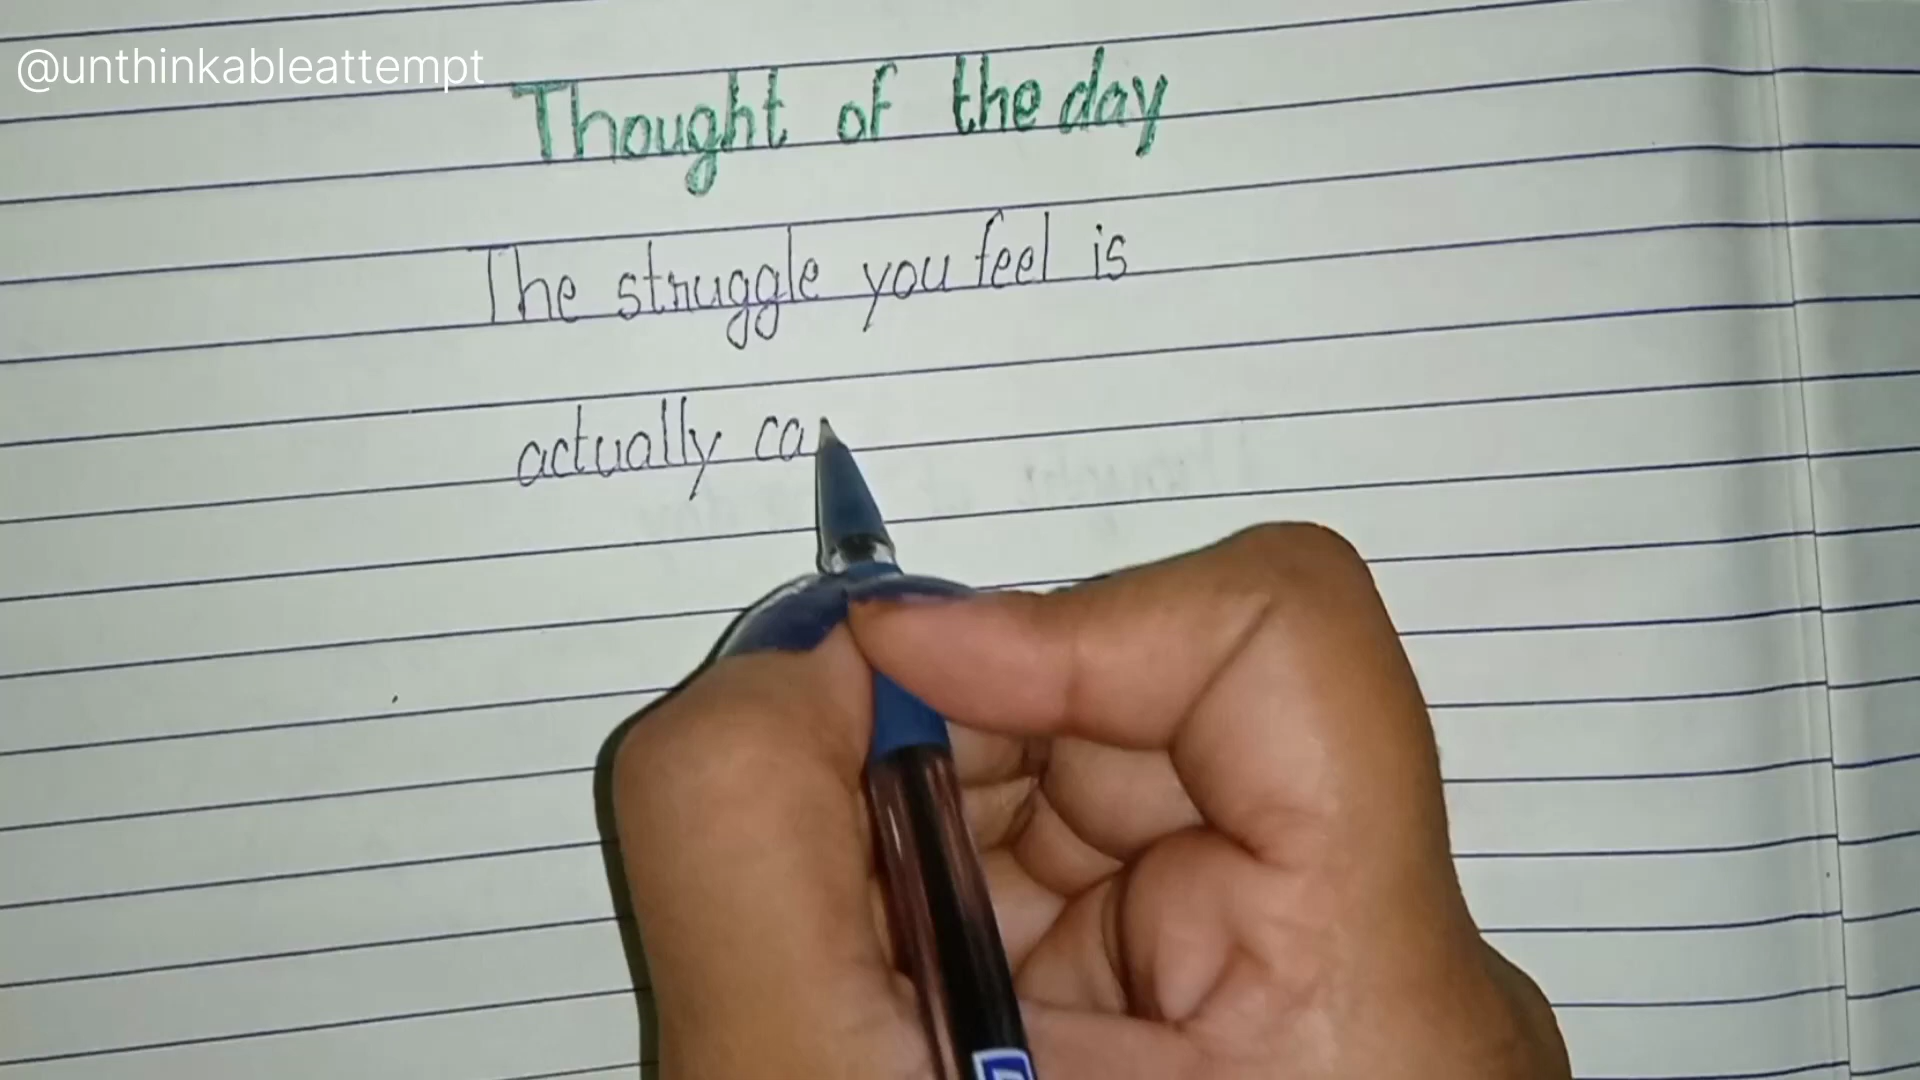 @unthinkableattempt
Thought of the day
The struggle you feel is
actually ca